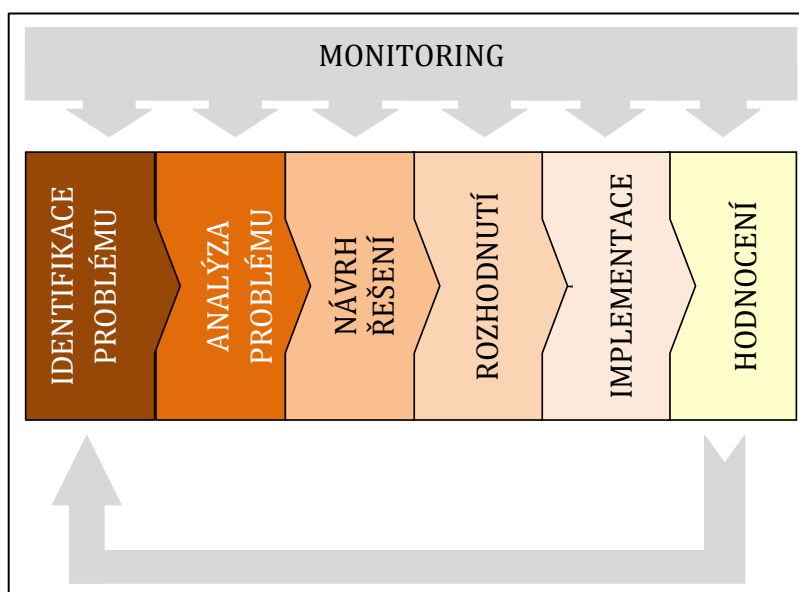 MONITORING
IDENTIFIKACE
PROBLÉMU
ANALÝZA
PROBLÉMU
NÁVRH
ŘEŠENÍ
ROZHODNUTÍ
IMPLEMENTACE
HODNOCENÍ